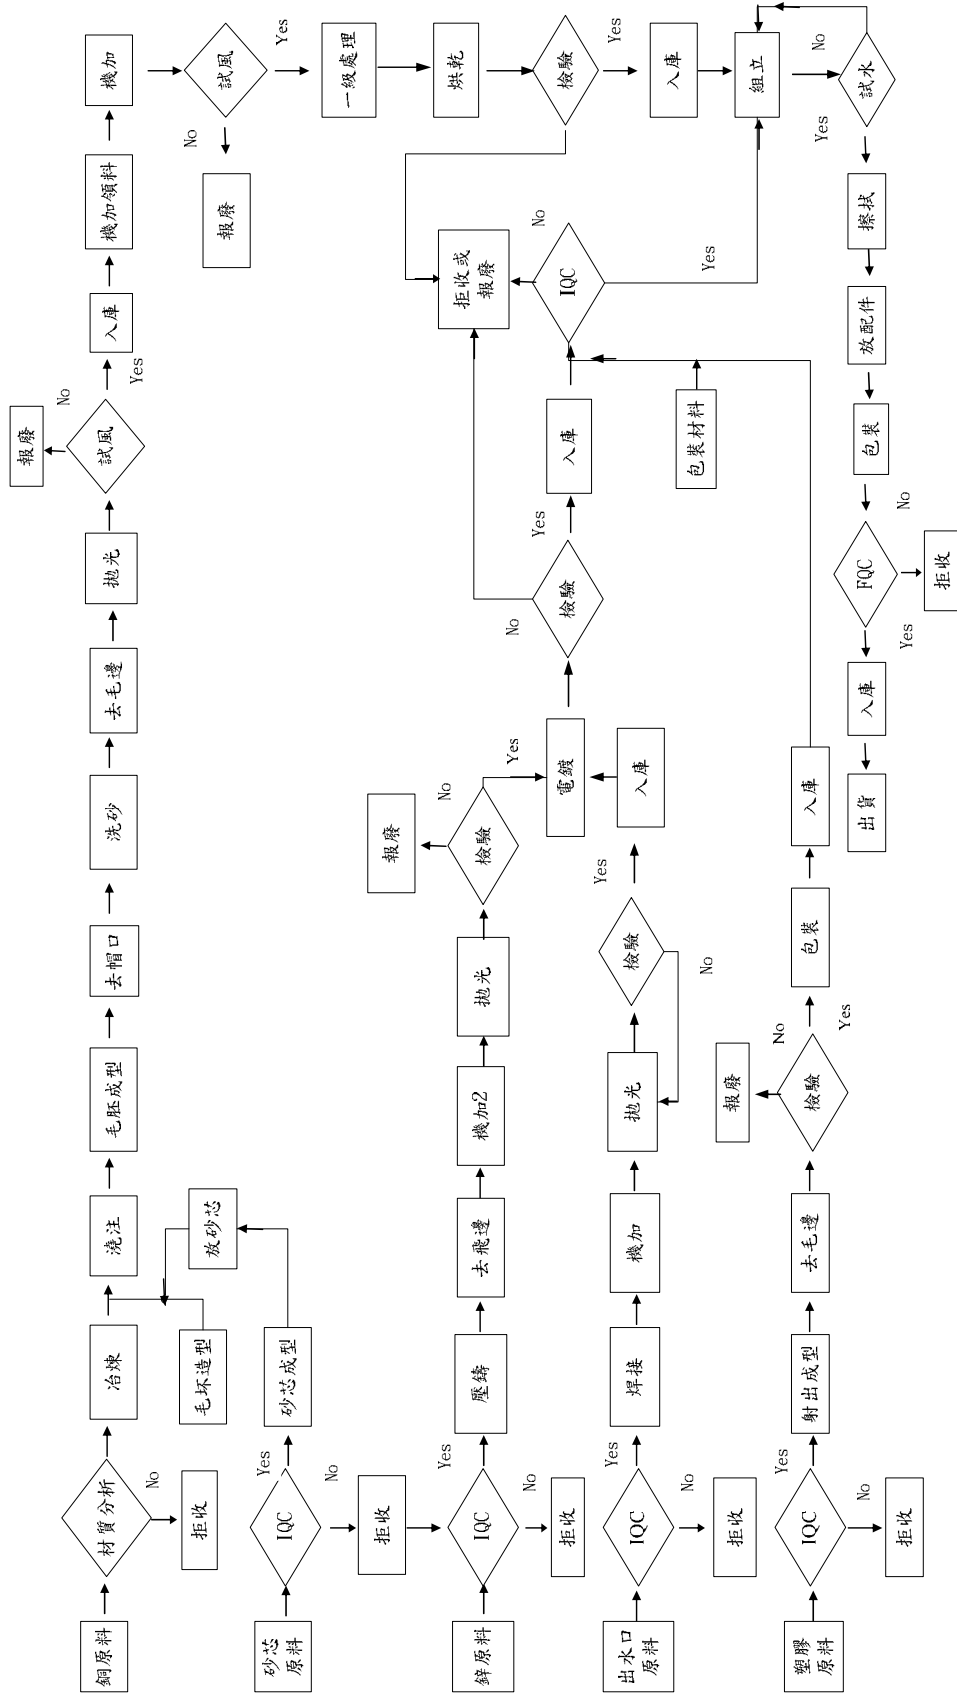 銅原料
材質分析
No
拒收
冶煉
毛坏造型
澆注
放砂芯
毛胚成型
去帽口
洗砂
去毛邊
拋光
試風
No
報廢
Yes
入庫
機加領料
機加
試風
No
報廢
Yes
一級處理
烘乾
檢驗
Yes
入庫
組立
No
試水
Yes
擦拭
放配件
包裝
FQC
No
拒收
Yes
入庫
出貨
砂芯
原料
IQC
Yes
No
拒收
砂芯成型
鋅原料
IQC
Yes
No
拒收
壓鑄
去飛邊
機加2
拋光
檢驗
No
報廢
Yes
電鍍
檢驗
No
Yes
入庫
拒收或
報廢
IQC
No
Yes
包裝材料
出水口
原料
IQC
Yes
No
拒收
焊接
機加
拋光
檢驗
No
Yes
入庫
塑膠
原料
IQC
Yes
No
拒收
射出成型
去毛邊
檢驗
No
報廢
Yes
包裝
入庫